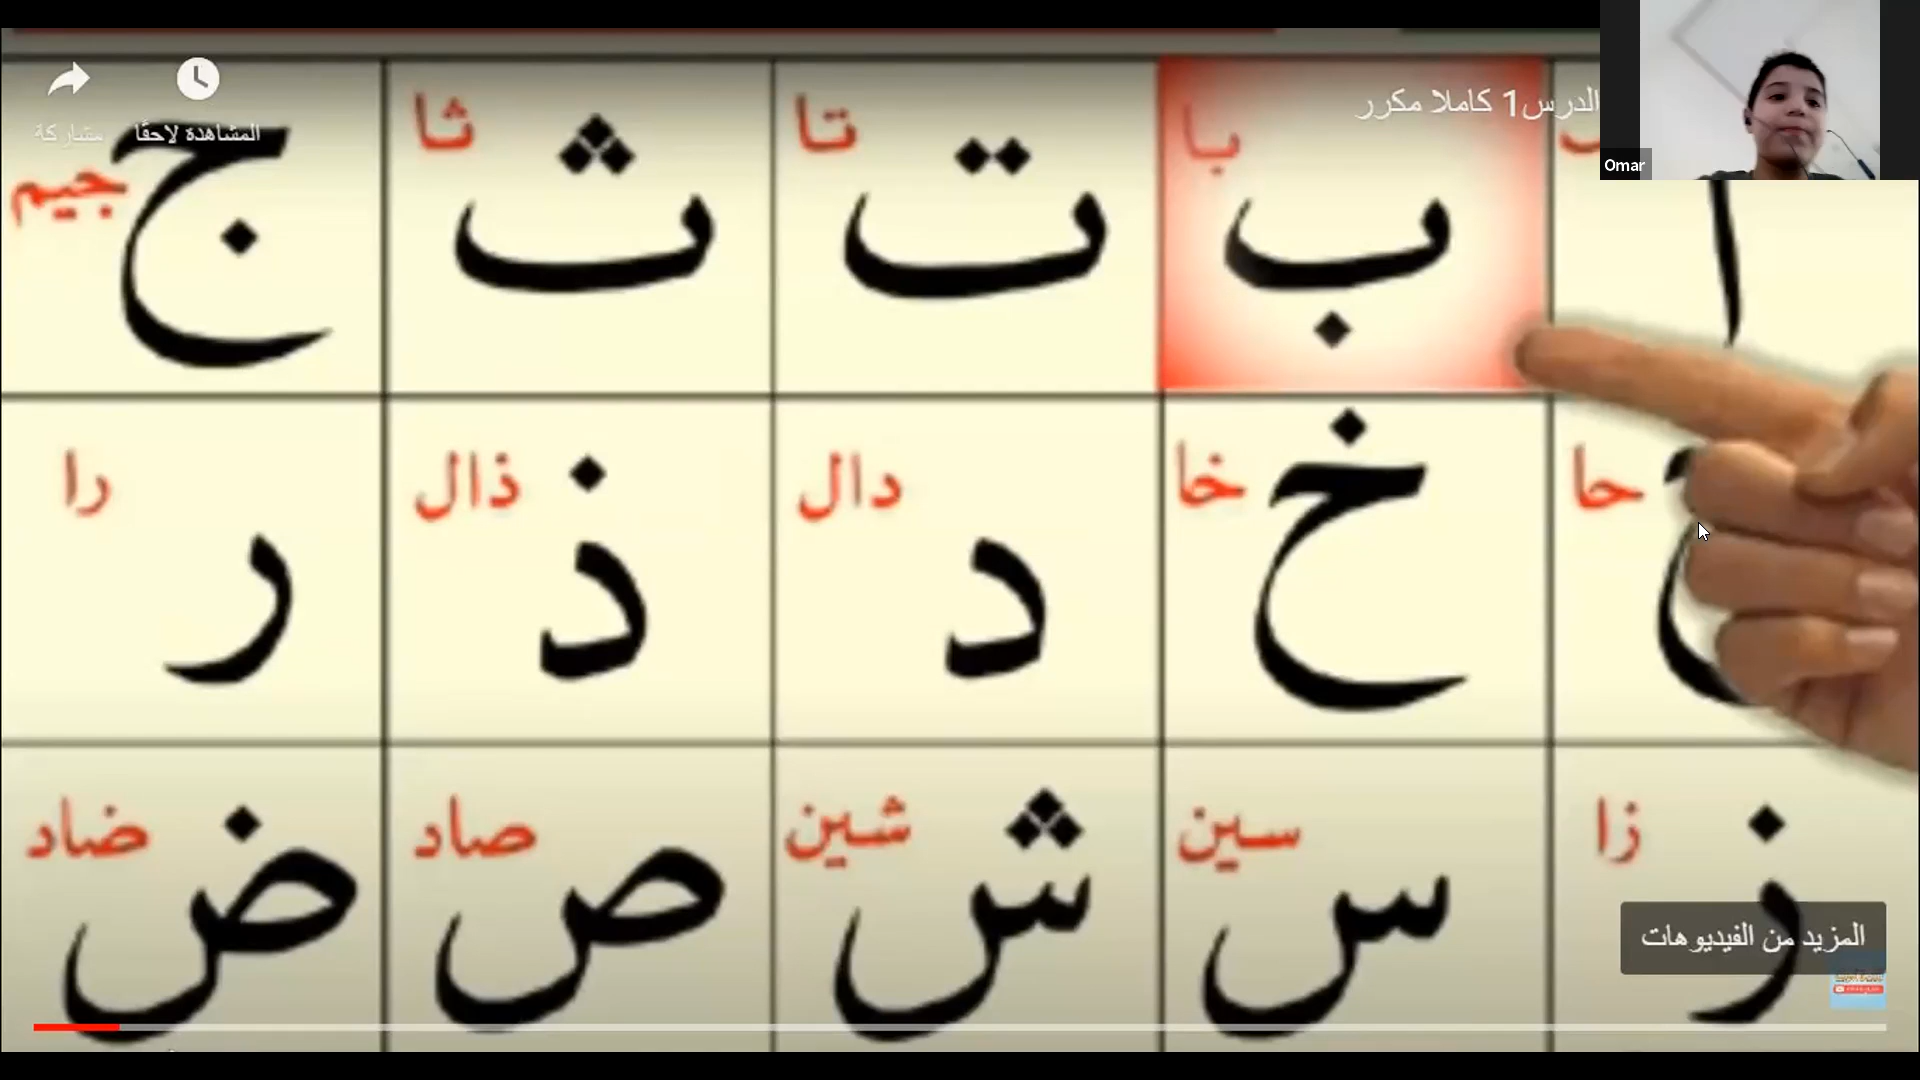 الدرس1 كاملا مكرر
المشاهدة لاحقًا
مشاركة
Omar
ا
با ب
تا ت
ثا ث
جيم ج
حا
خا خ
دال د
ذال ذ
را ر
زا ز
سين س
شين ش
صاد ص
ضاد ض
المزيد من الفيديوهات